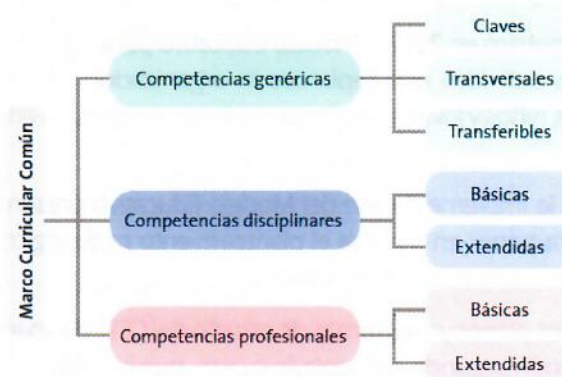 Marco Curricular Común
Competencias genéricas
Claves
Transversales
Transferibles
Competencias disciplinares
Básicas
Extendidas
Competencias profesionales
Básicas
Extendidas